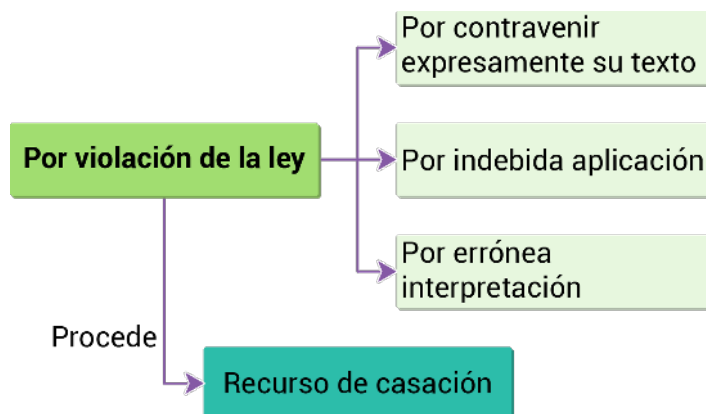 Por contravenir
expresamente su texto
Por violación de la ley
Por indebida aplicación
Por errónea
interpretación
Procede
Recurso de casación